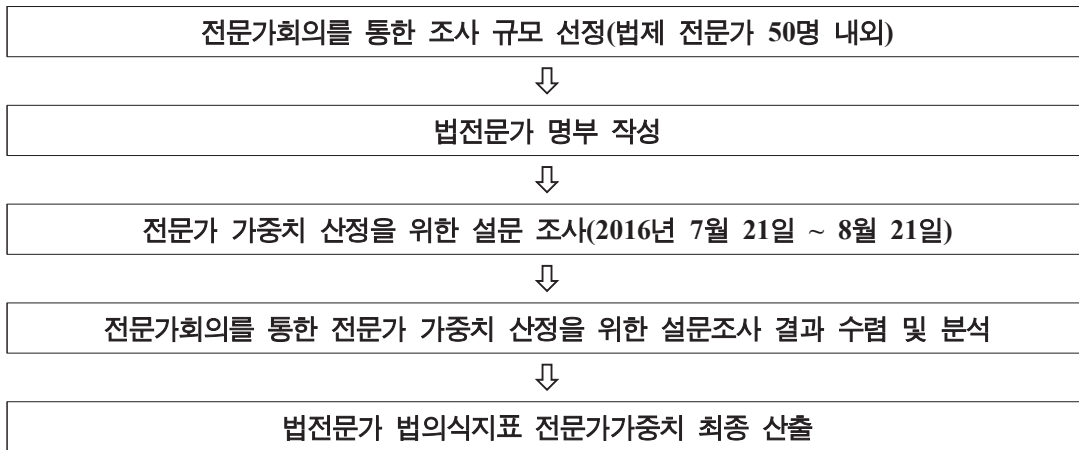 전문가회의를 통한 조사 규모 선정(법제 전문가 50명 내외)
⇩
법전문가 명부 작성
⇩
전문가 가중치 산정을 위한 설문 조사(2016년 7월 21일 ~ 8월 21일)
⇩
전문가회의를 통한 전문가 가중치 산정을 위한 설문조사 결과 수렴 및 분석
⇩
법전문가 법의식지표 전문가가중치 최종 산출